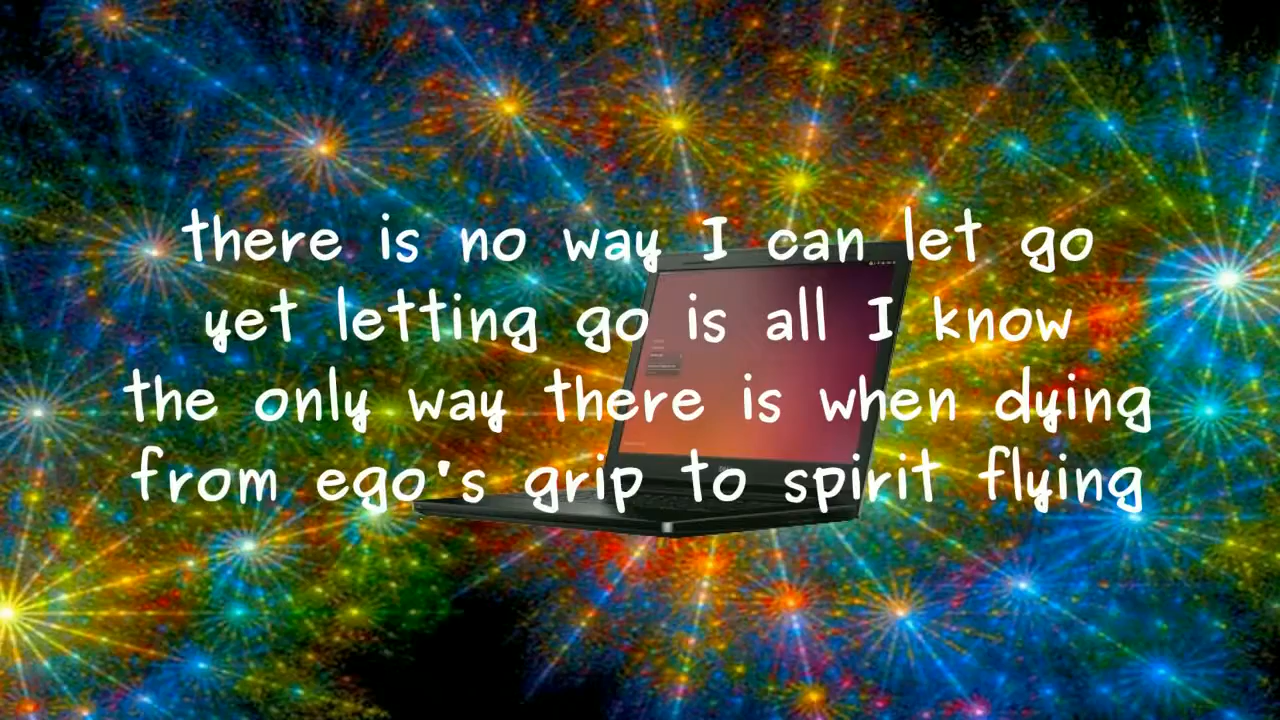 there is no way I can let go
yet letting go is all I know
the only way there is when dying
from ego's grip to spirit flying